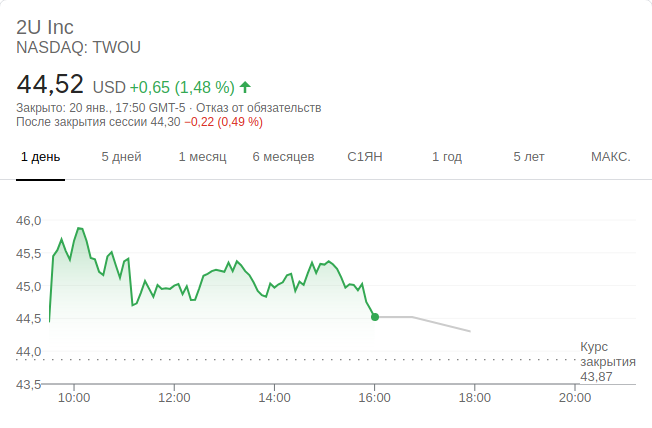 2U Inc
NASDAQ: TWOU
44,52 USD +0,65 (1,48 %)
Закрыто: 20 янв., 17:50 GMT-5 · Отказ от обязательств
После закрытия сессии 44,30 −0,22 (0,49 %)
1 день 5 дней 1 месяц 6 месяцев С1ЯН 1 год 5 лет МАКС.
46,0
45,5
45,0
44,5
44,0
43,5
Курс
закрытия
43,87
10:00 12:00 14:00 16:00 18:00 20:00